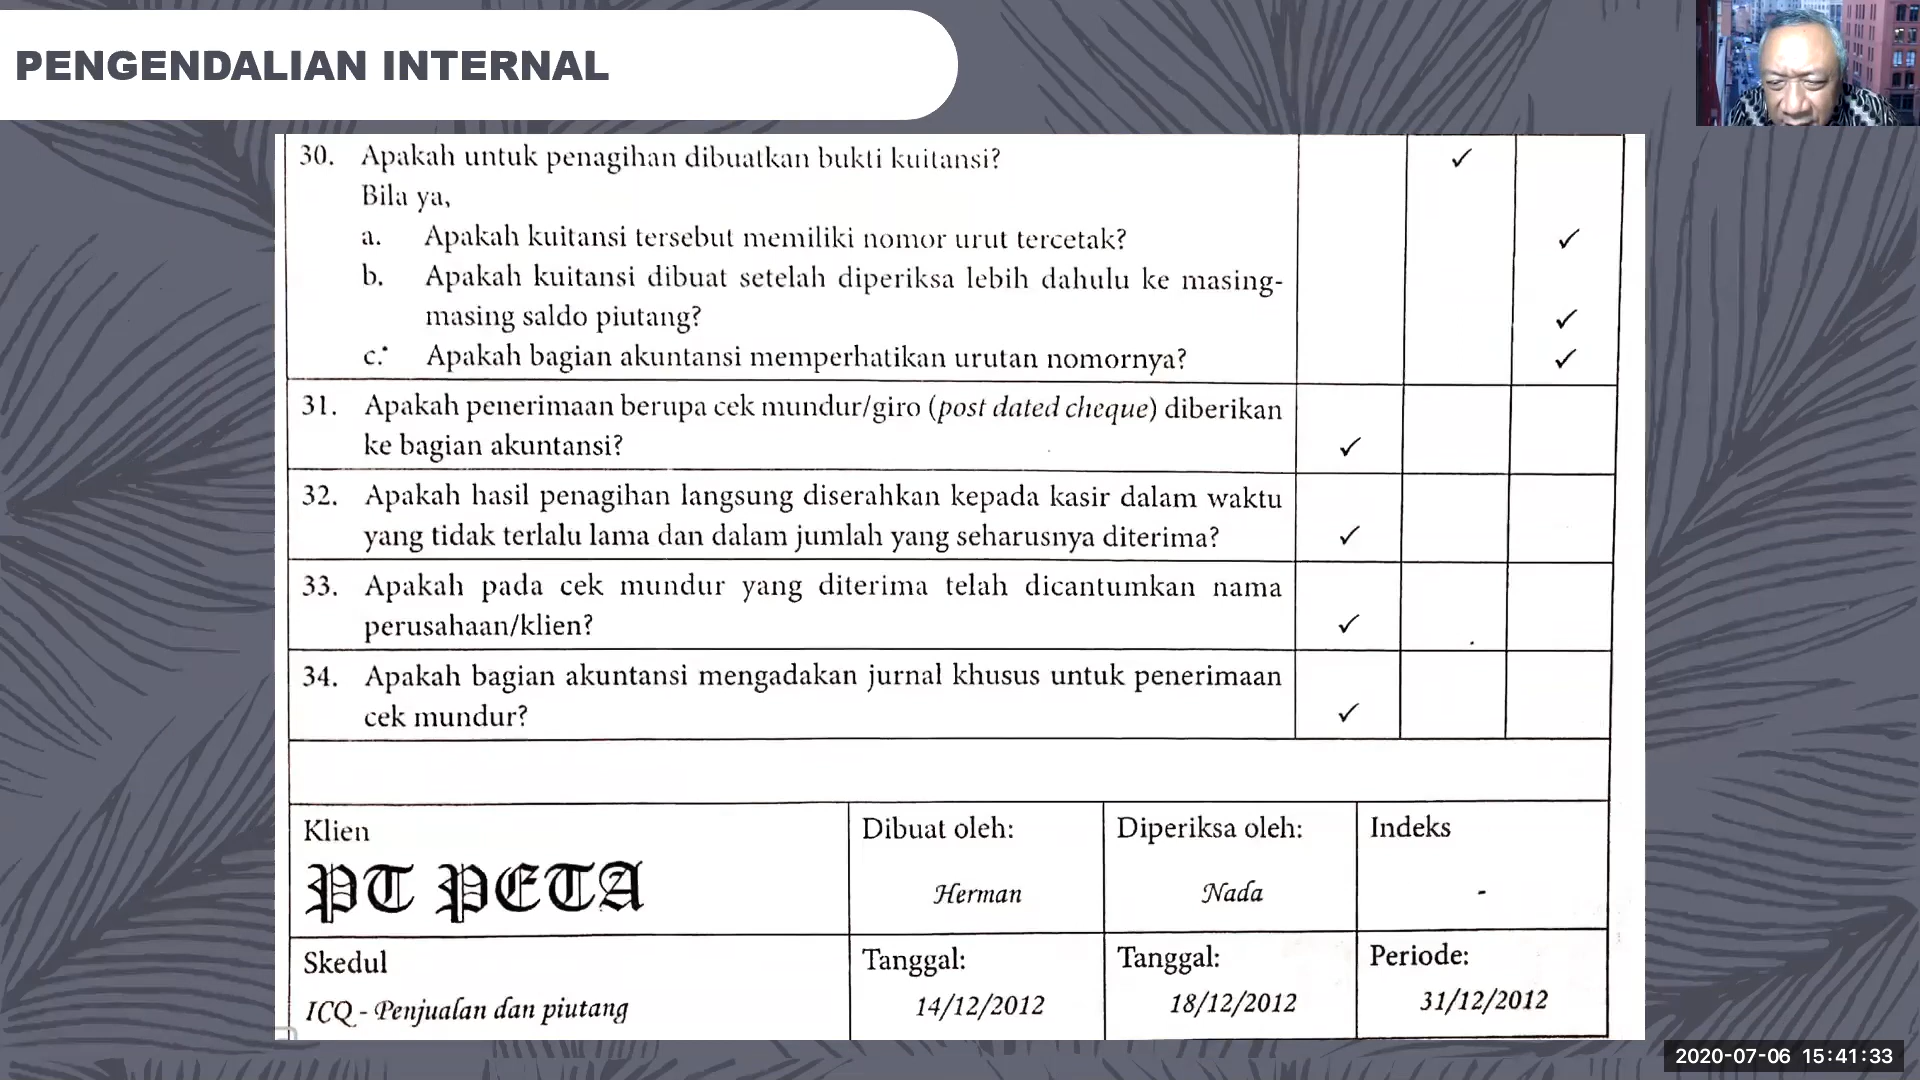 PENGENDALIAN INTERNAL
30. Apakah untuk penagihan dibuatkan bukti kuitansi? ✓
Bila ya,
a. Apakah kuitansi tersebut memiliki nomor urut tercetak? ✓
b. Apakah kuitansi dibuat setelah diperiksa lebih dahulu ke masing-
masing saldo piutang? ✓
c. Apakah bagian akuntansi memperhatikan urutan nomornya? ✓
31. Apakah penerimaan berupa cek mundur/giro (post dated cheque) diberikan
ke bagian akuntansi? ✓
32. Apakah hasil penagihan langsung diserahkan kepada kasir dalam waktu
yang tidak terlalu lama dan dalam jumlah yang seharusnya diterima? ✓
33. Apakah pada cek mundur yang diterima telah dicantumkan nama
perusahaan/klien? ✓
34. Apakah bagian akuntansi mengadakan jurnal khusus untuk penerimaan
cek mundur? ✓
Klien Dibuat oleh: Diperiksa oleh: Indeks
PT PETA Herman Nada -
Skedul Tanggal: Tanggal: Periode:
ICQ - Penjualan dan piutang 14/12/2012 18/12/2012 31/12/2012
2020-07-06 15:41:33